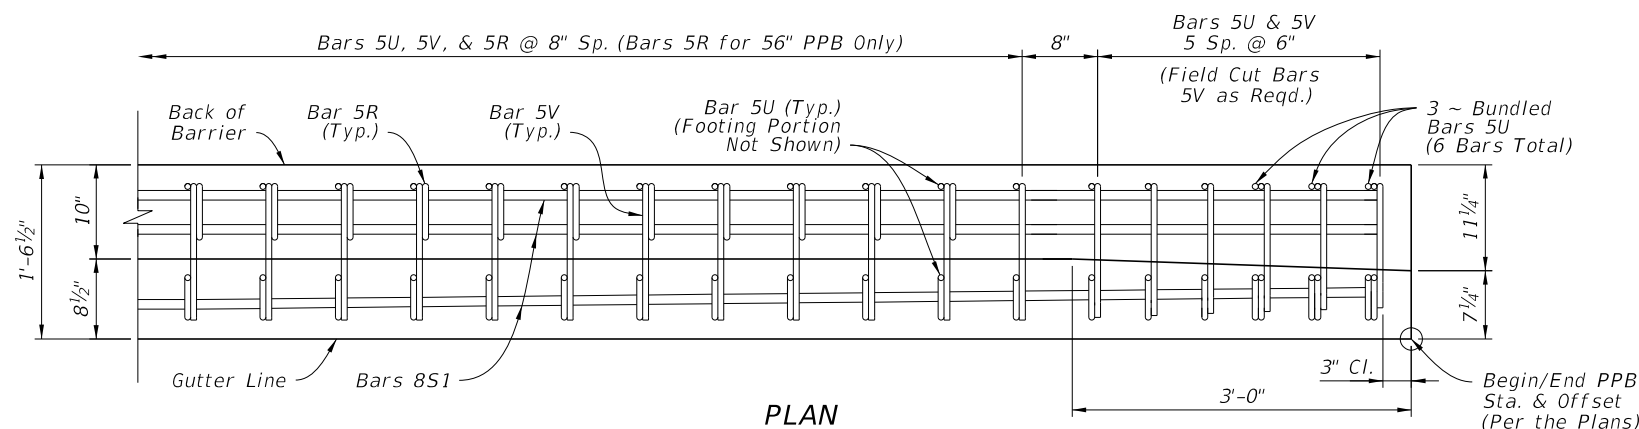 Bars 5U & 5V
5 Sp. @ 6"
Bars 5U, 5V, & 5R @ 8" Sp. (Bars 5R for 56" PPB Only)
8"
(Field Cut Bars
5V as Reqd.)
Back of
Barrier
Bar 5R
(Typ.)
Bar 5V
(Typ.)
Bar 5U (Typ.)
(Footing Portion
Not Shown)
3 ~ Bundled
Bars 5U
(6 Bars Total)
1'-6½"
10"
8½"
11¼"
7¼"
Gutter Line
Bars 8S1
3" Cl.
3'-0"
Begin/End PPB
Sta. & Offset
(Per the Plans)
PLAN